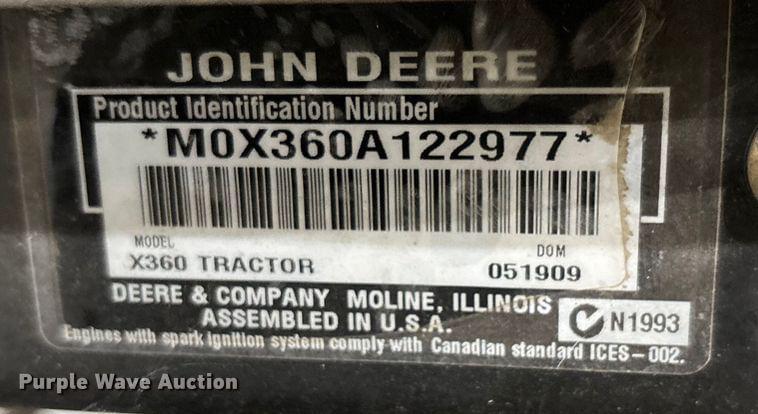 JOHN DEERE
Product Identification Number
*M0X360A122977*
MODEL
X360 TRACTOR
DOM
051909
DEERE & COMPANY MOLINE, ILLINOIS
ASSEMBLED IN U.S.A.
N1993
Engines with spark ignition system comply with Canadian standard ICES-002.
Purple Wave Auction